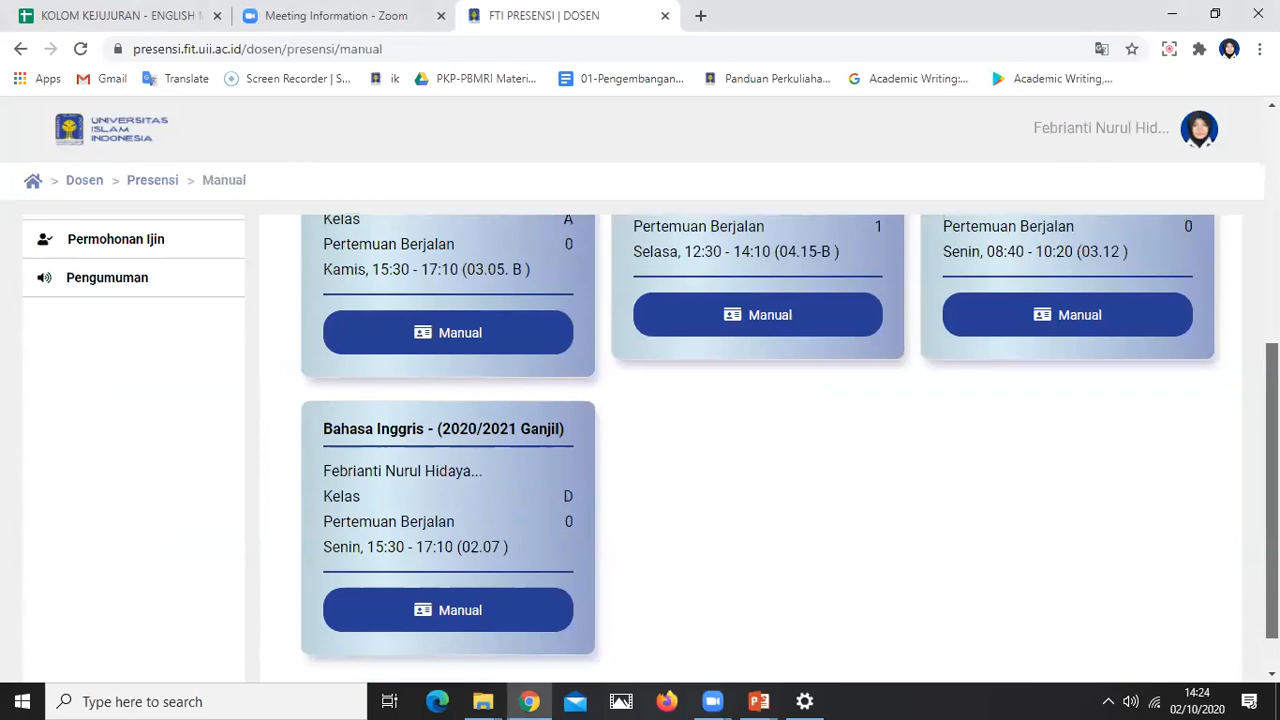 KOLOM KEJUJURAN - ENGLISH
Meeting Information - Zoom
FTI PRESENSI | DOSEN
presensi.fit.uii.ac.id/dosen/presensi/manual
Apps
Gmail
Translate
Screen Recorder | S...
ik
PKP-PBMRI Materi...
01-Pengembangan...
Panduan Perkuliaha...
Academic Writing:...
Academic Writing,...
UNIVERSITAS
ISLAM
INDONESIA
Febrianti Nurul Hid...
> Dosen > Presensi > Manual
Permohonan Ijin
Pengumuman
Kelas A
Pertemuan Berjalan 0
Kamis, 15:30 - 17:10 (03.05. B )
Manual
Pertemuan Berjalan 1
Selasa, 12:30 - 14:10 (04.15-B )
Manual
Pertemuan Berjalan 0
Senin, 08:40 - 10:20 (03.12 )
Manual
Bahasa Inggris - (2020/2021 Ganjil)
Febrianti Nurul Hidaya...
Kelas D
Pertemuan Berjalan 0
Senin, 15:30 - 17:10 (02.07 )
Manual
Type here to search
14:24
02/10/2020